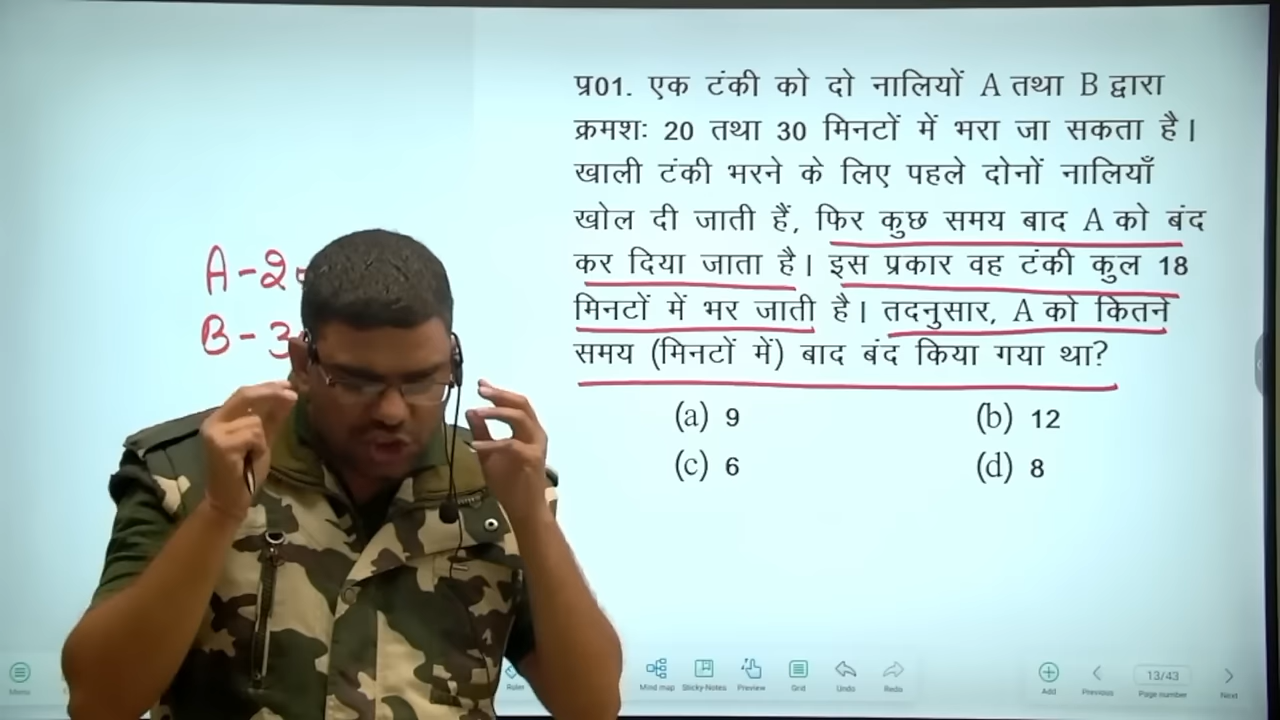 प्र01. एक टंकी को दो नालियों A तथा B द्वारा
क्रमशः 20 तथा 30 मिनटों में भरा जा सकता है।
खाली टंकी भरने के लिए पहले दोनों नालियाँ
खोल दी जाती हैं, फिर कुछ समय बाद A को बंद
कर दिया जाता है। इस प्रकार वह टंकी कुल 18
मिनटों में भर जाती है। तदनुसार, A को कितने
समय (मिनटों में) बाद बंद किया गया था?
(a) 9 (b) 12
(c) 6 (d) 8
A-2
B-3
Menu Ruler Mind map Sticky Notes Preview Grid Undo Redo Add Previous 13/43 Page number Next